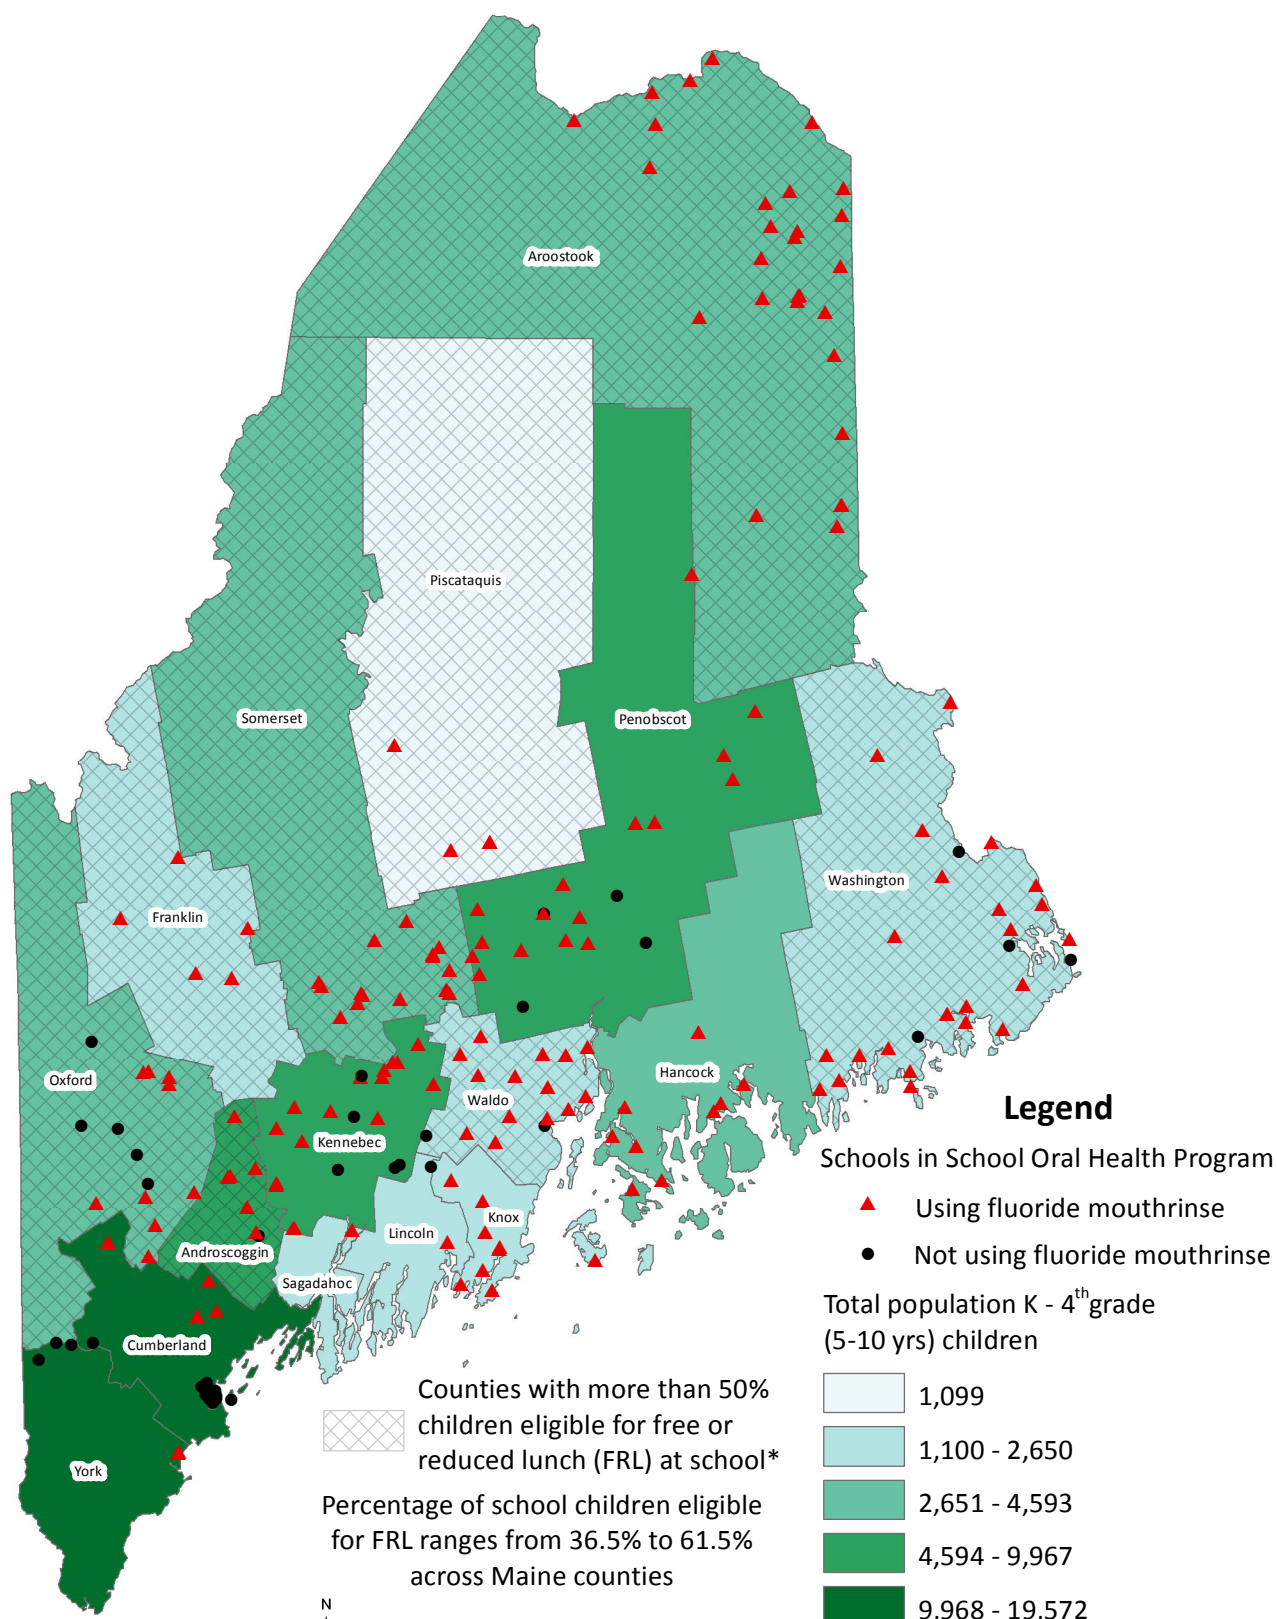 Aroostook
Piscataquis
Somerset
Penobscot
Franklin
Washington
Oxford
Hancock
Waldo
Kennebec
Knox
Lincoln
Androscoggin
Sagadahoc
Cumberland
York
Legend
Schools in School Oral Health Program
Using fluoride mouthrinse
Not using fluoride mouthrinse
Total population K - 4th grade
(5-10 yrs) children
1,099
1,100 - 2,650
2,651 - 4,593
4,594 - 9,967
9,968 - 19,572
Counties with more than 50%
children eligible for free or
reduced lunch (FRL) at school*
Percentage of school children eligible
for FRL ranges from 36.5% to 61.5%
across Maine counties
N